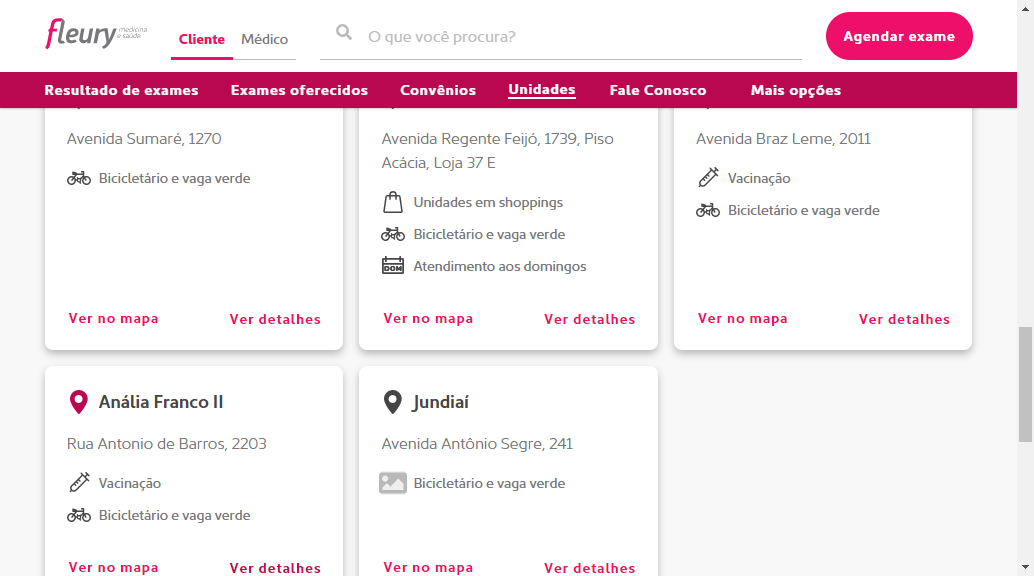 fleury medicina e saúde
Cliente
Médico
O que você procura?
Agendar exame
Resultado de exames
Exames oferecidos
Convênios
Unidades
Fale Conosco
Mais opções
Avenida Sumaré, 1270
Bicicletário e vaga verde
Ver no mapa
Ver detalhes
Avenida Regente Feijó, 1739, Piso
Acácia, Loja 37 E
Unidades em shoppings
Bicicletário e vaga verde
DOM
Atendimento aos domingos
Ver no mapa
Ver detalhes
Avenida Braz Leme, 2011
Vacinação
Bicicletário e vaga verde
Ver no mapa
Ver detalhes
Anália Franco II
Rua Antonio de Barros, 2203
Vacinação
Bicicletário e vaga verde
Ver no mapa
Ver detalhes
Jundiaí
Avenida Antônio Segre, 241
Bicicletário e vaga verde
Ver no mapa
Ver detalhes